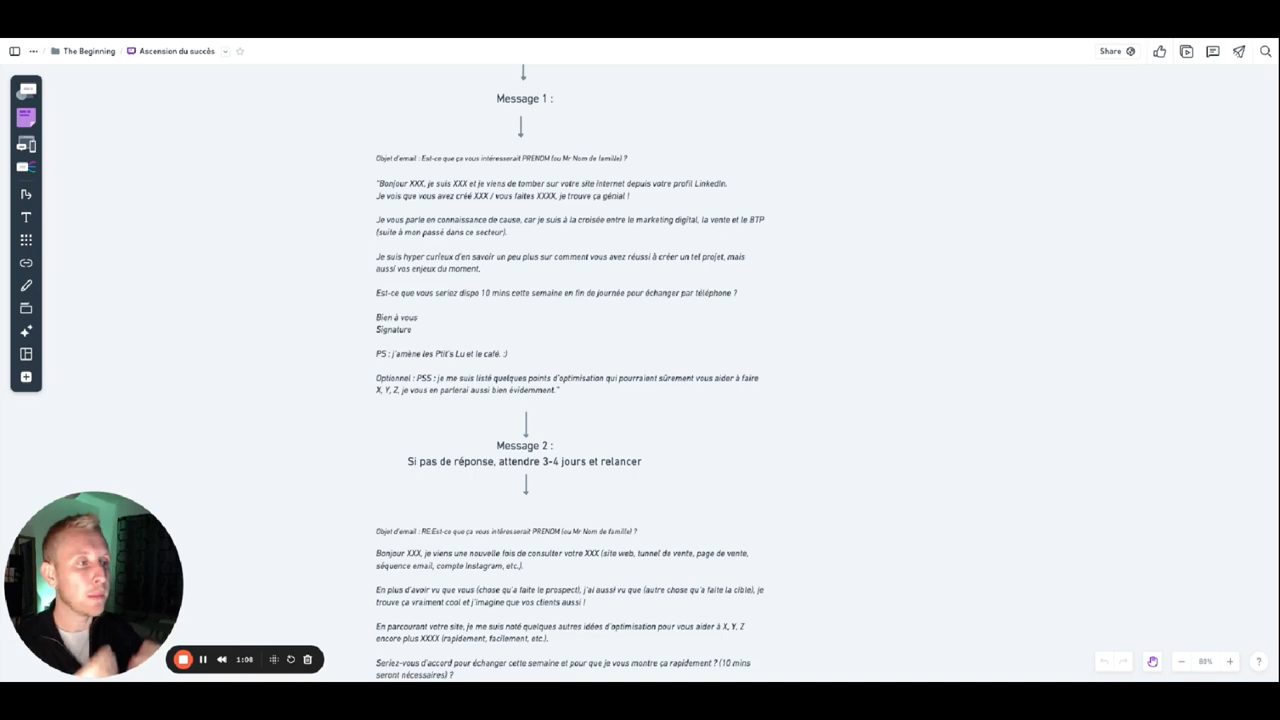 The Beginning / Ascension du succès
Share
Message 1 :
Objet d'email : Est-ce que ça vous intéresserait PRENOM (ou Mr Nom de famille) ?
"Bonjour XXX, je suis XXX et je viens de tomber sur votre site internet depuis votre profil LinkedIn.
Je vois que vous avez créé XXX / vous faites XXXX, je trouve ça génial !
Je vous parle en connaissance de cause, car je suis à la croisée entre le marketing digital, la vente et le BTP
(suite à mon passé dans ce secteur).
Je suis hyper curieux d'en savoir un peu plus sur comment vous avez réussi à créer un tel projet, mais
aussi vos enjeux du moment.
Est-ce que vous seriez dispo 10 mins cette semaine en fin de journée pour échanger par téléphone ?
Bien à vous
Signature
PS : j'amène les Ptit's Lu et le café. ;)
Optionnel : PSS : je me suis listé quelques points d'optimisation qui pourraient sûrement vous aider à faire
X, Y, Z, je vous en parlerai aussi bien évidemment."
Message 2 :
Si pas de réponse, attendre 3-4 jours et relancer
Objet d'email : RE:Est-ce que ça vous intéresserait PRENOM (ou Mr Nom de famille) ?
Bonjour XXX, je viens une nouvelle fois de consulter votre XXX (site web, tunnel de vente, page de vente,
séquence email, compte Instagram, etc.).
En plus d'avoir vu que vous (chose qu'a faite le prospect), j'ai aussi vu que (autre chose qu'a faite la cible), je
trouve ça vraiment cool et j'imagine que vos clients aussi !
En parcourant votre site, je me suis noté quelques autres idées d'optimisation pour vous aider à X, Y, Z
encore plus XXXX (rapidement, facilement, etc.).
Seriez-vous d'accord pour échanger cette semaine et pour que je vous montre ça rapidement ? (10 mins
seront nécessaires) ?
1:08
80%